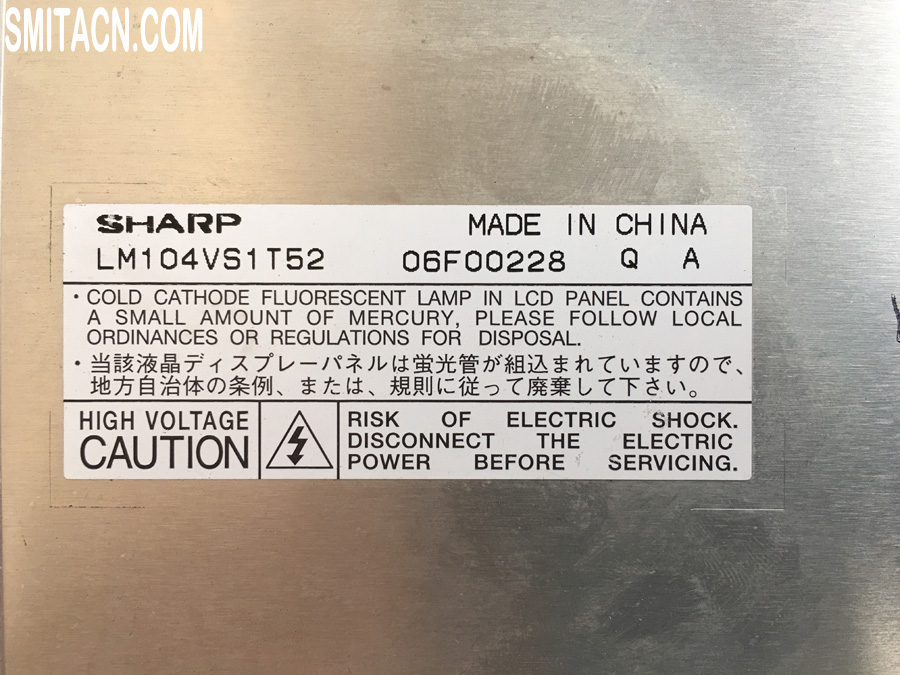 SMITACN.COM
SHARP MADE IN CHINA
LM104VS1T52 06F00228 Q A
・COLD CATHODE FLUORESCENT LAMP IN LCD PANEL CONTAINS
A SMALL AMOUNT OF MERCURY, PLEASE FOLLOW LOCAL
ORDINANCES OR REGULATIONS FOR DISPOSAL.
・当該液晶ディスプレーパネルは蛍光管が組込まれていますので、
地方自治体の条例、または、規則に従って廃棄して下さい。
HIGH VOLTAGE
CAUTION
RISK OF ELECTRIC SHOCK.
DISCONNECT THE ELECTRIC
POWER BEFORE SERVICING.